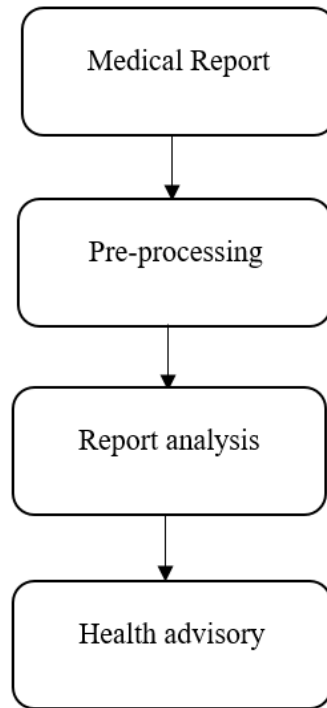 Medical Report
Pre-processing
Report analysis
Health advisory